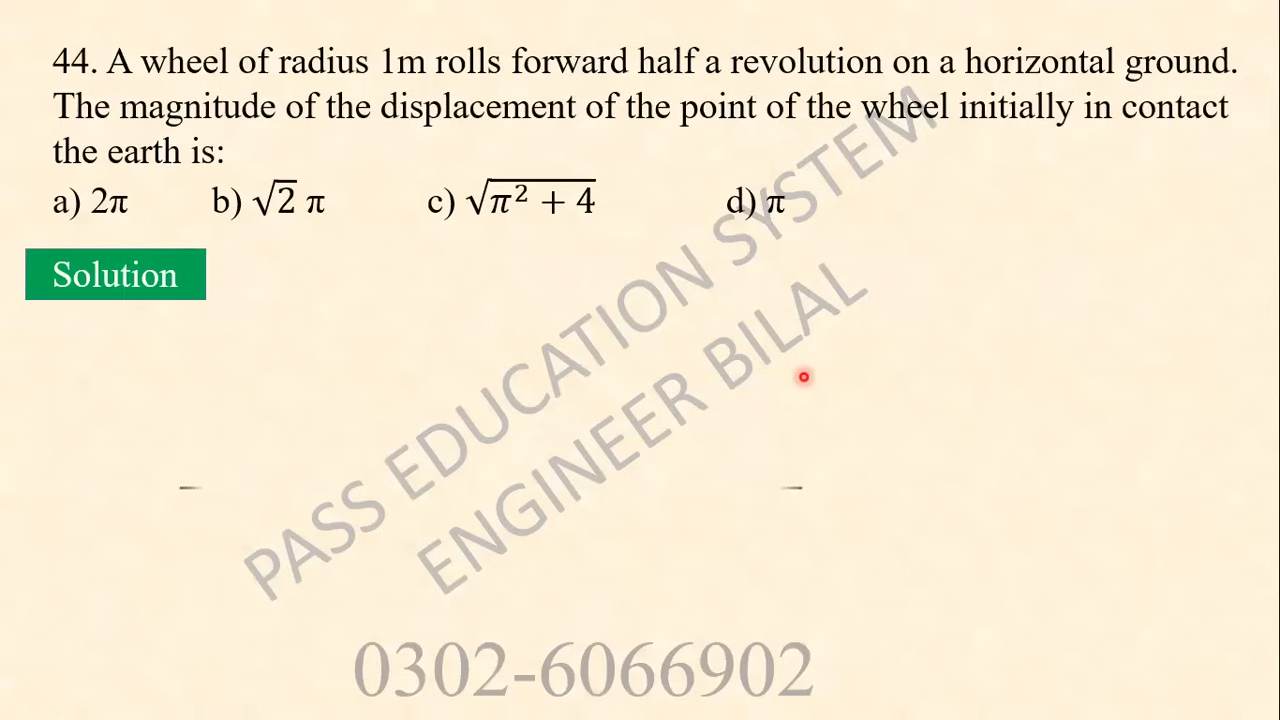 44. A wheel of radius 1m rolls forward half a revolution on a horizontal ground.
The magnitude of the displacement of the point of the wheel initially in contact
the earth is:
a) 2π b) √2 π c) √(π² + 4) d) π
Solution
PASS EDUCATION SYSTEM
ENGINEER BILAL
0302-6066902